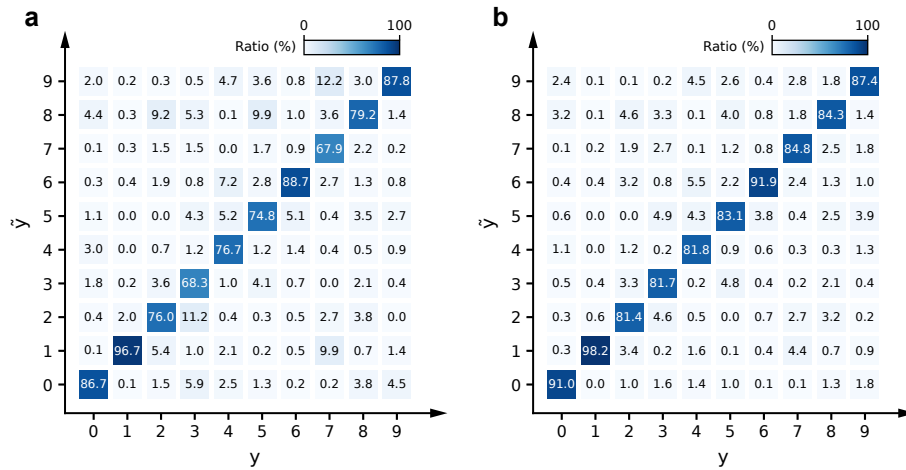 a
0 100
Ratio (%)
9 2.0 0.2 0.3 0.5 4.7 3.6 0.8 12.2 3.0 87.8
8 4.4 0.3 9.2 5.3 0.1 9.9 1.0 3.6 79.2 1.4
7 0.1 0.3 1.5 1.5 0.0 1.7 0.9 67.9 2.2 0.2
6 0.3 0.4 1.9 0.8 7.2 2.8 88.7 2.7 1.3 0.8
5 1.1 0.0 0.0 4.3 5.2 74.8 5.1 0.4 3.5 2.7
4 3.0 0.0 0.7 1.2 76.7 1.2 1.4 0.4 0.5 0.9
3 1.8 0.2 3.6 68.3 1.0 4.1 0.7 0.0 2.1 0.4
2 0.4 2.0 76.0 11.2 0.4 0.3 0.5 2.7 3.8 0.0
1 0.1 96.7 5.4 1.0 2.1 0.2 0.5 9.9 0.7 1.4
0 86.7 0.1 1.5 5.9 2.5 1.3 0.2 0.2 3.8 4.5
0 1 2 3 4 5 6 7 8 9
ỹ
y
b
0 100
Ratio (%)
9 2.4 0.1 0.1 0.2 4.5 2.6 0.4 2.8 1.8 87.4
8 3.2 0.1 4.6 3.3 0.1 4.0 0.8 1.8 84.3 1.4
7 0.1 0.2 1.9 2.7 0.1 1.2 0.8 84.8 2.5 1.8
6 0.4 0.4 3.2 0.8 5.5 2.2 91.9 2.4 1.3 1.0
5 0.6 0.0 0.0 4.9 4.3 83.1 3.8 0.4 2.5 3.9
4 1.1 0.0 1.2 0.2 81.8 0.9 0.6 0.3 0.3 1.3
3 0.5 0.4 3.3 81.7 0.2 4.8 0.4 0.2 2.1 0.4
2 0.3 0.6 81.4 4.6 0.5 0.0 0.7 2.7 3.2 0.2
1 0.3 98.2 3.4 0.2 1.6 0.1 0.4 4.4 0.7 0.9
0 91.0 0.0 1.0 1.6 1.4 1.0 0.1 0.1 1.3 1.8
0 1 2 3 4 5 6 7 8 9
ỹ
y